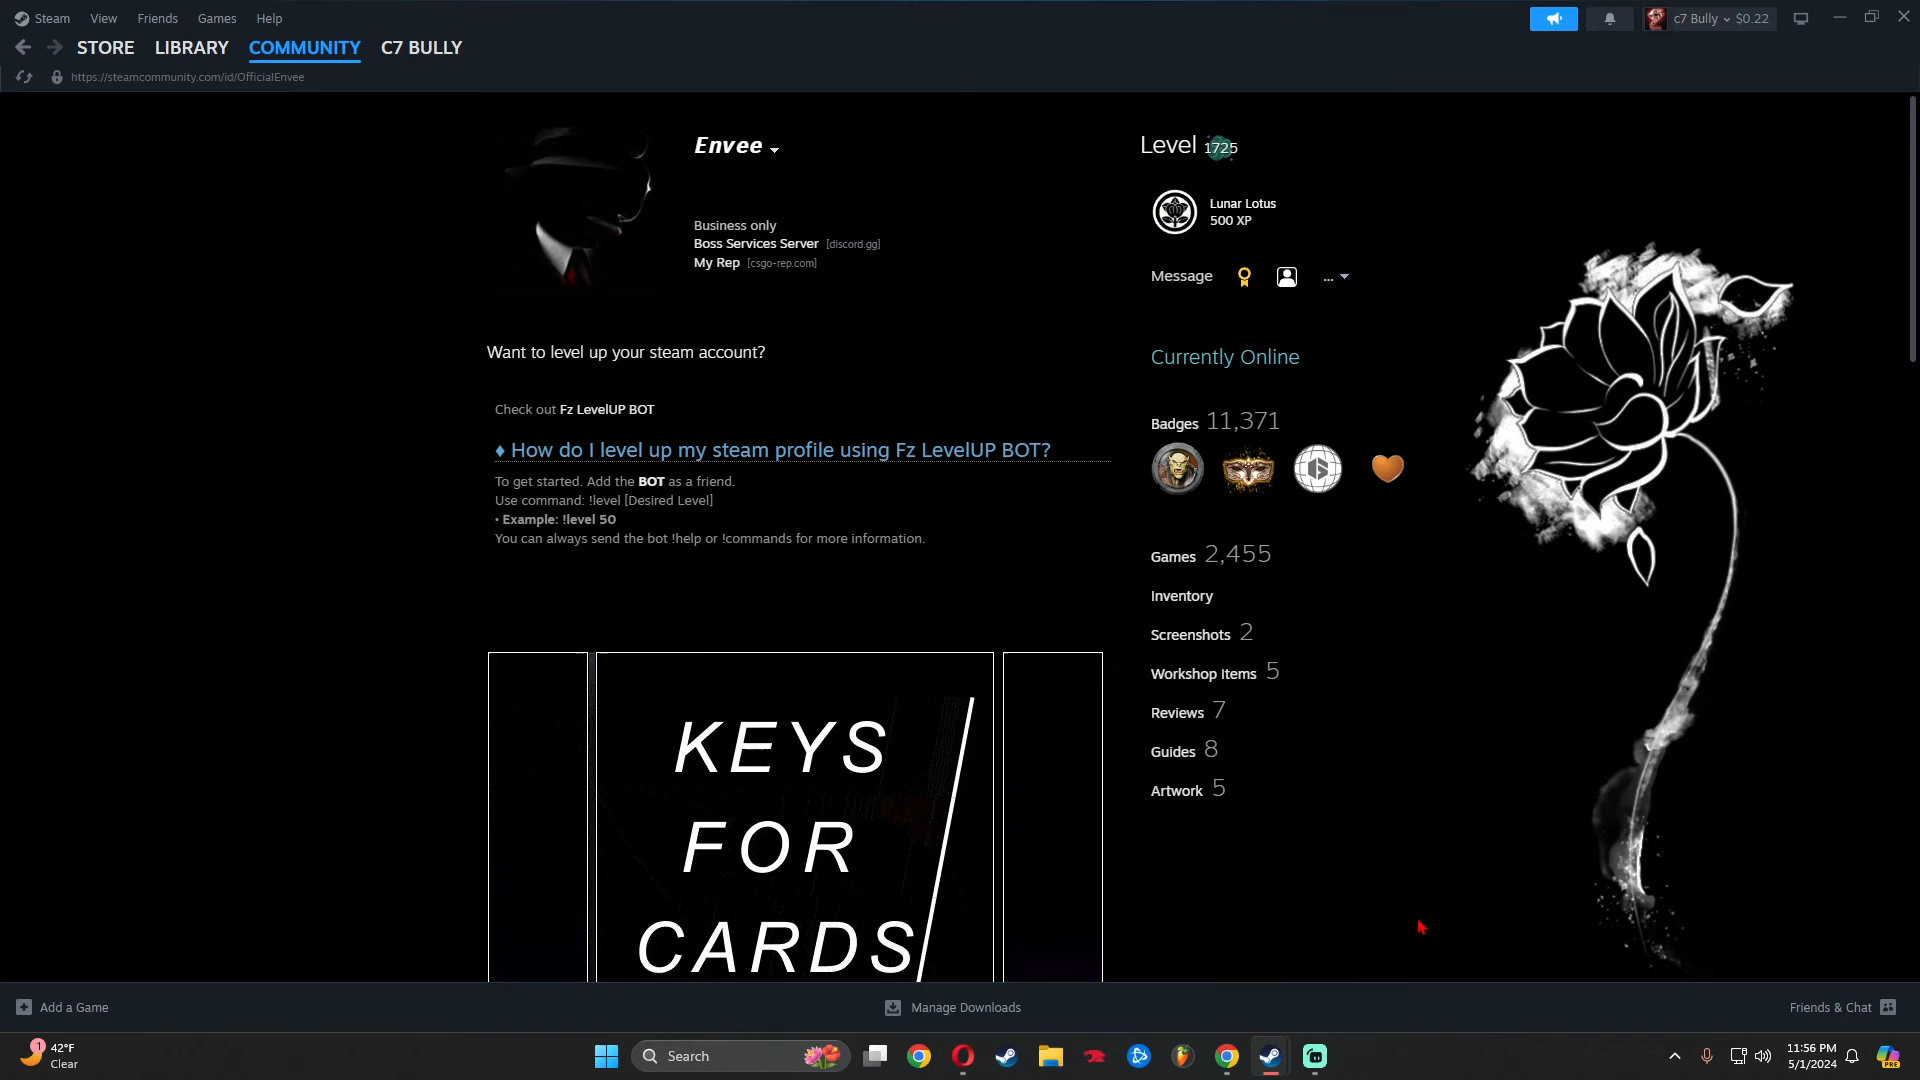 Steam View Friends Games Help
c7 Bully $0.22
STORE LIBRARY COMMUNITY C7 BULLY
https://steamcommunity.com/id/OfficialEnvee
Envee
Business only
Boss Services Server [discord.gg]
My Rep [csgo-rep.com]
Want to level up your steam account?
Check out Fz LevelUP BOT
♦ How do I level up my steam profile using Fz LevelUP BOT?
To get started. Add the BOT as a friend.
Use command: !level [Desired Level]
• Example: !level 50
You can always send the bot !help or !commands for more information.
KEYS
FOR
CARDS
Level 1725
Lunar Lotus
500 XP
Message ...
Currently Online
Badges 11,371
Games 2,455
Inventory
Screenshots 2
Workshop Items 5
Reviews 7
Guides 8
Artwork 5
Add a Game
Manage Downloads
Friends & Chat
1
42°F
Clear
Search
11:56 PM
5/1/2024
PRE